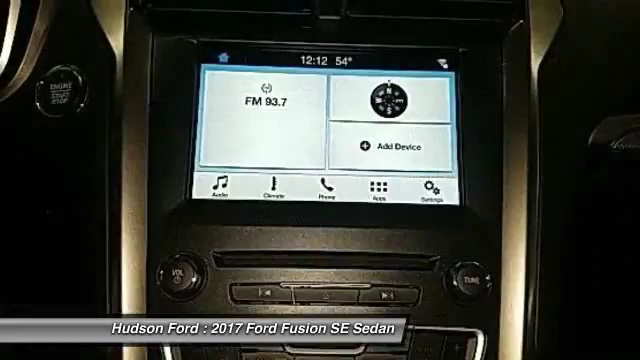 12:12 54°
ENGINE
START
STOP
FM 93.7
N
S
Add Device
Audio Climate Phone Apps Settings
VOL
TUNE
Hudson Ford : 2017 Ford Fusion SE Sedan